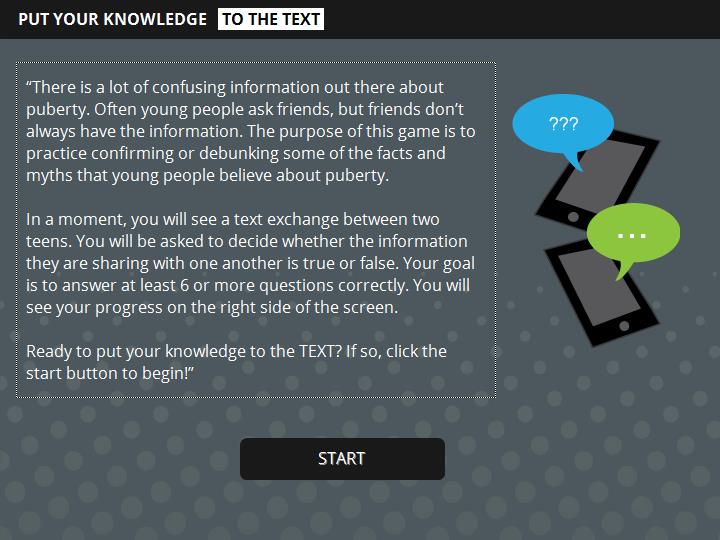 PUT YOUR KNOWLEDGE TO THE TEXT
“There is a lot of confusing information out there about
puberty. Often young people ask friends, but friends don’t
always have the information. The purpose of this game is to
practice confirming or debunking some of the facts and
myths that young people believe about puberty.
In a moment, you will see a text exchange between two
teens. You will be asked to decide whether the information
they are sharing with one another is true or false. Your goal
is to answer at least 6 or more questions correctly. You will
see your progress on the right side of the screen.
Ready to put your knowledge to the TEXT? If so, click the
start button to begin!”
???
...
START